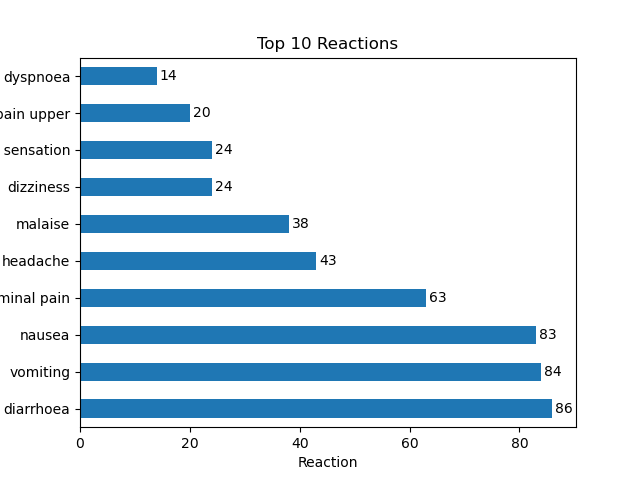 Top 10 Reactions
dyspnoea 14
pain upper 20
sensation 24
dizziness 24
malaise 38
headache 43
minal pain 63
nausea 83
vomiting 84
diarrhoea 86
0 20 40 60 80
Reaction